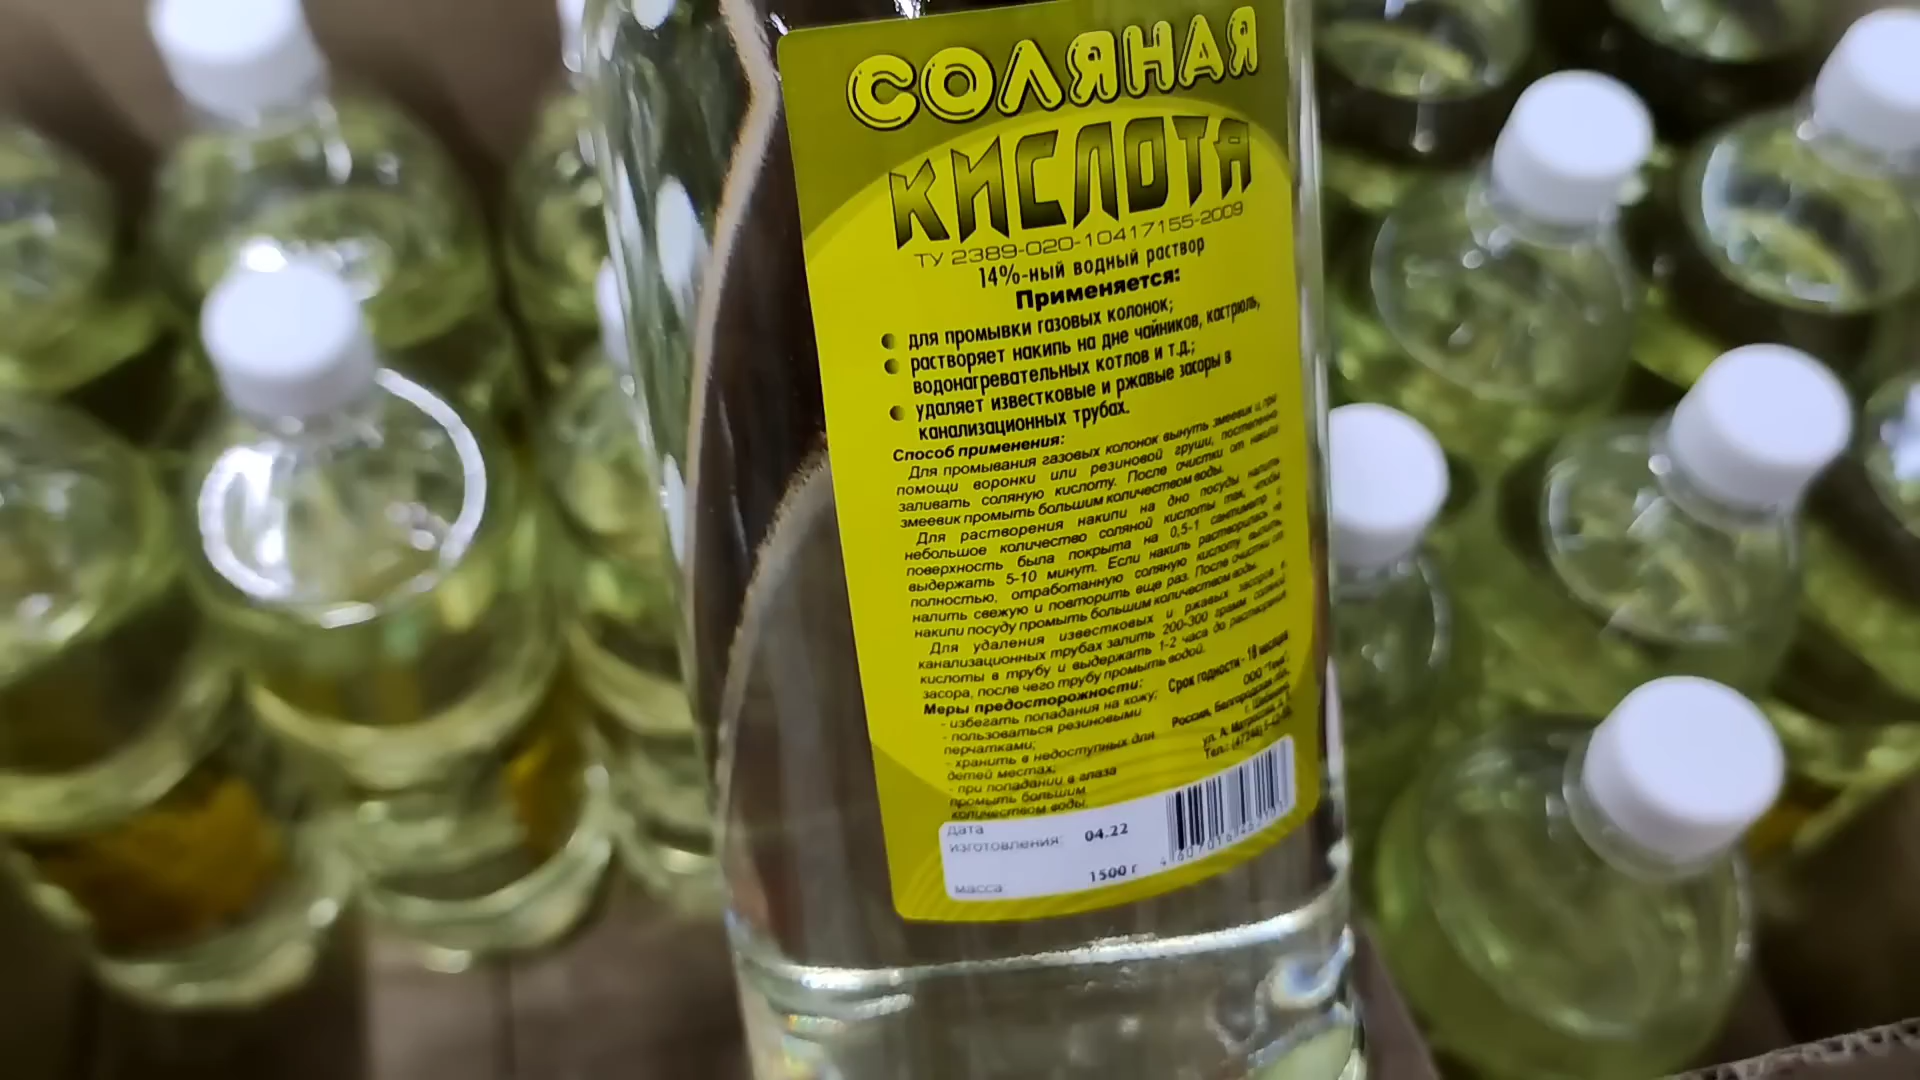 СОЛЯНАЯ
КИСЛОТА
ТУ 2389-020-10417155-2009
14%-ный водный раствор
Применяется:
для промывки газовых колонок;
растворяет накипь на дне чайников, кастрюль,
водонагревательных котлов и т.д.;
удаляет известковые и ржавые засоры в
канализационных трубах.
Способ применения:
Для промывания газовых колонок вынуть змеевик и при
помощи воронки или резиновой груши, постепенно
заливать соляную кислоту. После очистки от накипи
змеевик промыть большим количеством воды.
Для растворения накипи на дно посуды налить
небольшое количество соляной кислоты так, чтобы
поверхность была покрыта на 0,5-1 сантиметр и
выдержать 5-10 минут. Если накипь растворилась не
полностью, отработанную соляную кислоту вылить,
налить свежую и повторить еще раз. После очистки от
накипи посуду промыть большим количеством воды.
Для удаления известковых и ржавых засоров в
канализационных трубах залить 200-300 грамм соляной
кислоты в трубу и выдержать 1-2 часа до растворения
засора, после чего трубу промыть водой.
Меры предосторожности:
- избегать попадания на кожу;
- пользоваться резиновыми
перчатками;
- хранить в недоступных для
детей местах;
- при попадании в глаза
промыть большим
количеством воды.
Срок годности - 18 месяцев
ООО
Россия, Белгородская обл.,
г. Шебекино,
ул. А. Матросова,
Тел.: (47248)
дата
изготовления: 04.22
масса 1500 г